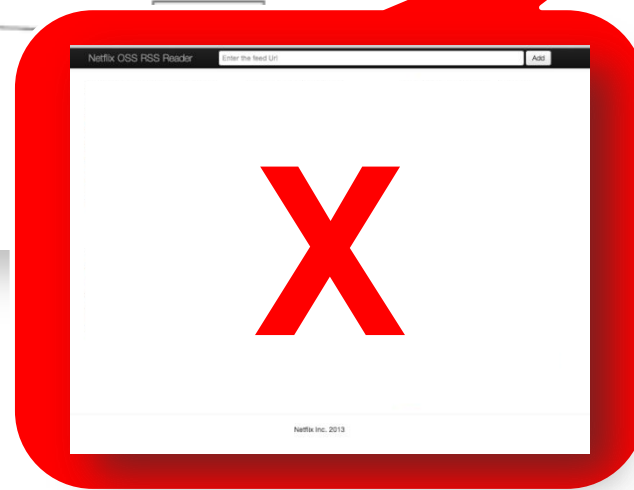 Netflix OSS RSS Reader Enter the feed Url Add
X
Netflix Inc. 2013